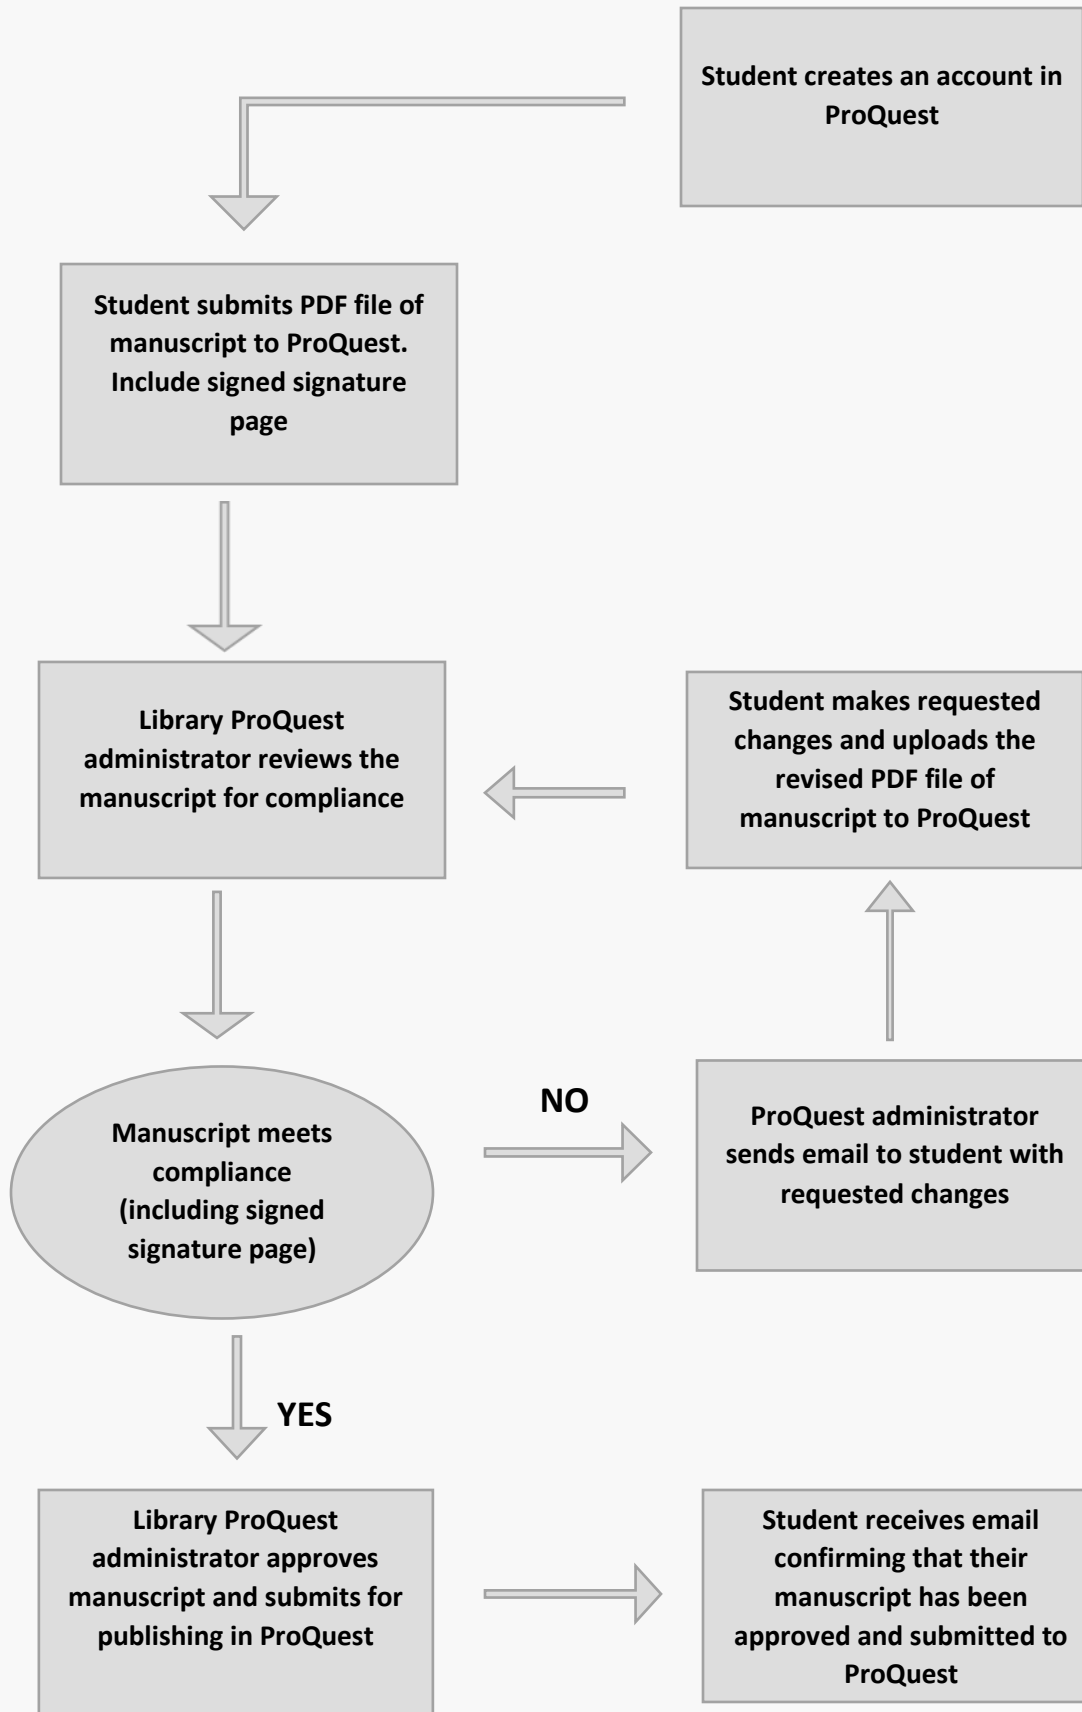 Student creates an account in
ProQuest
Student submits PDF file of
manuscript to ProQuest.
Include signed signature
page
Library ProQuest
administrator reviews the
manuscript for compliance
Student makes requested
changes and uploads the
revised PDF file of
manuscript to ProQuest
Manuscript meets
compliance
(including signed
signature page)
NO
ProQuest administrator
sends email to student with
requested changes
YES
Library ProQuest
administrator approves
manuscript and submits for
publishing in ProQuest
Student receives email
confirming that their
manuscript has been
approved and submitted to
ProQuest